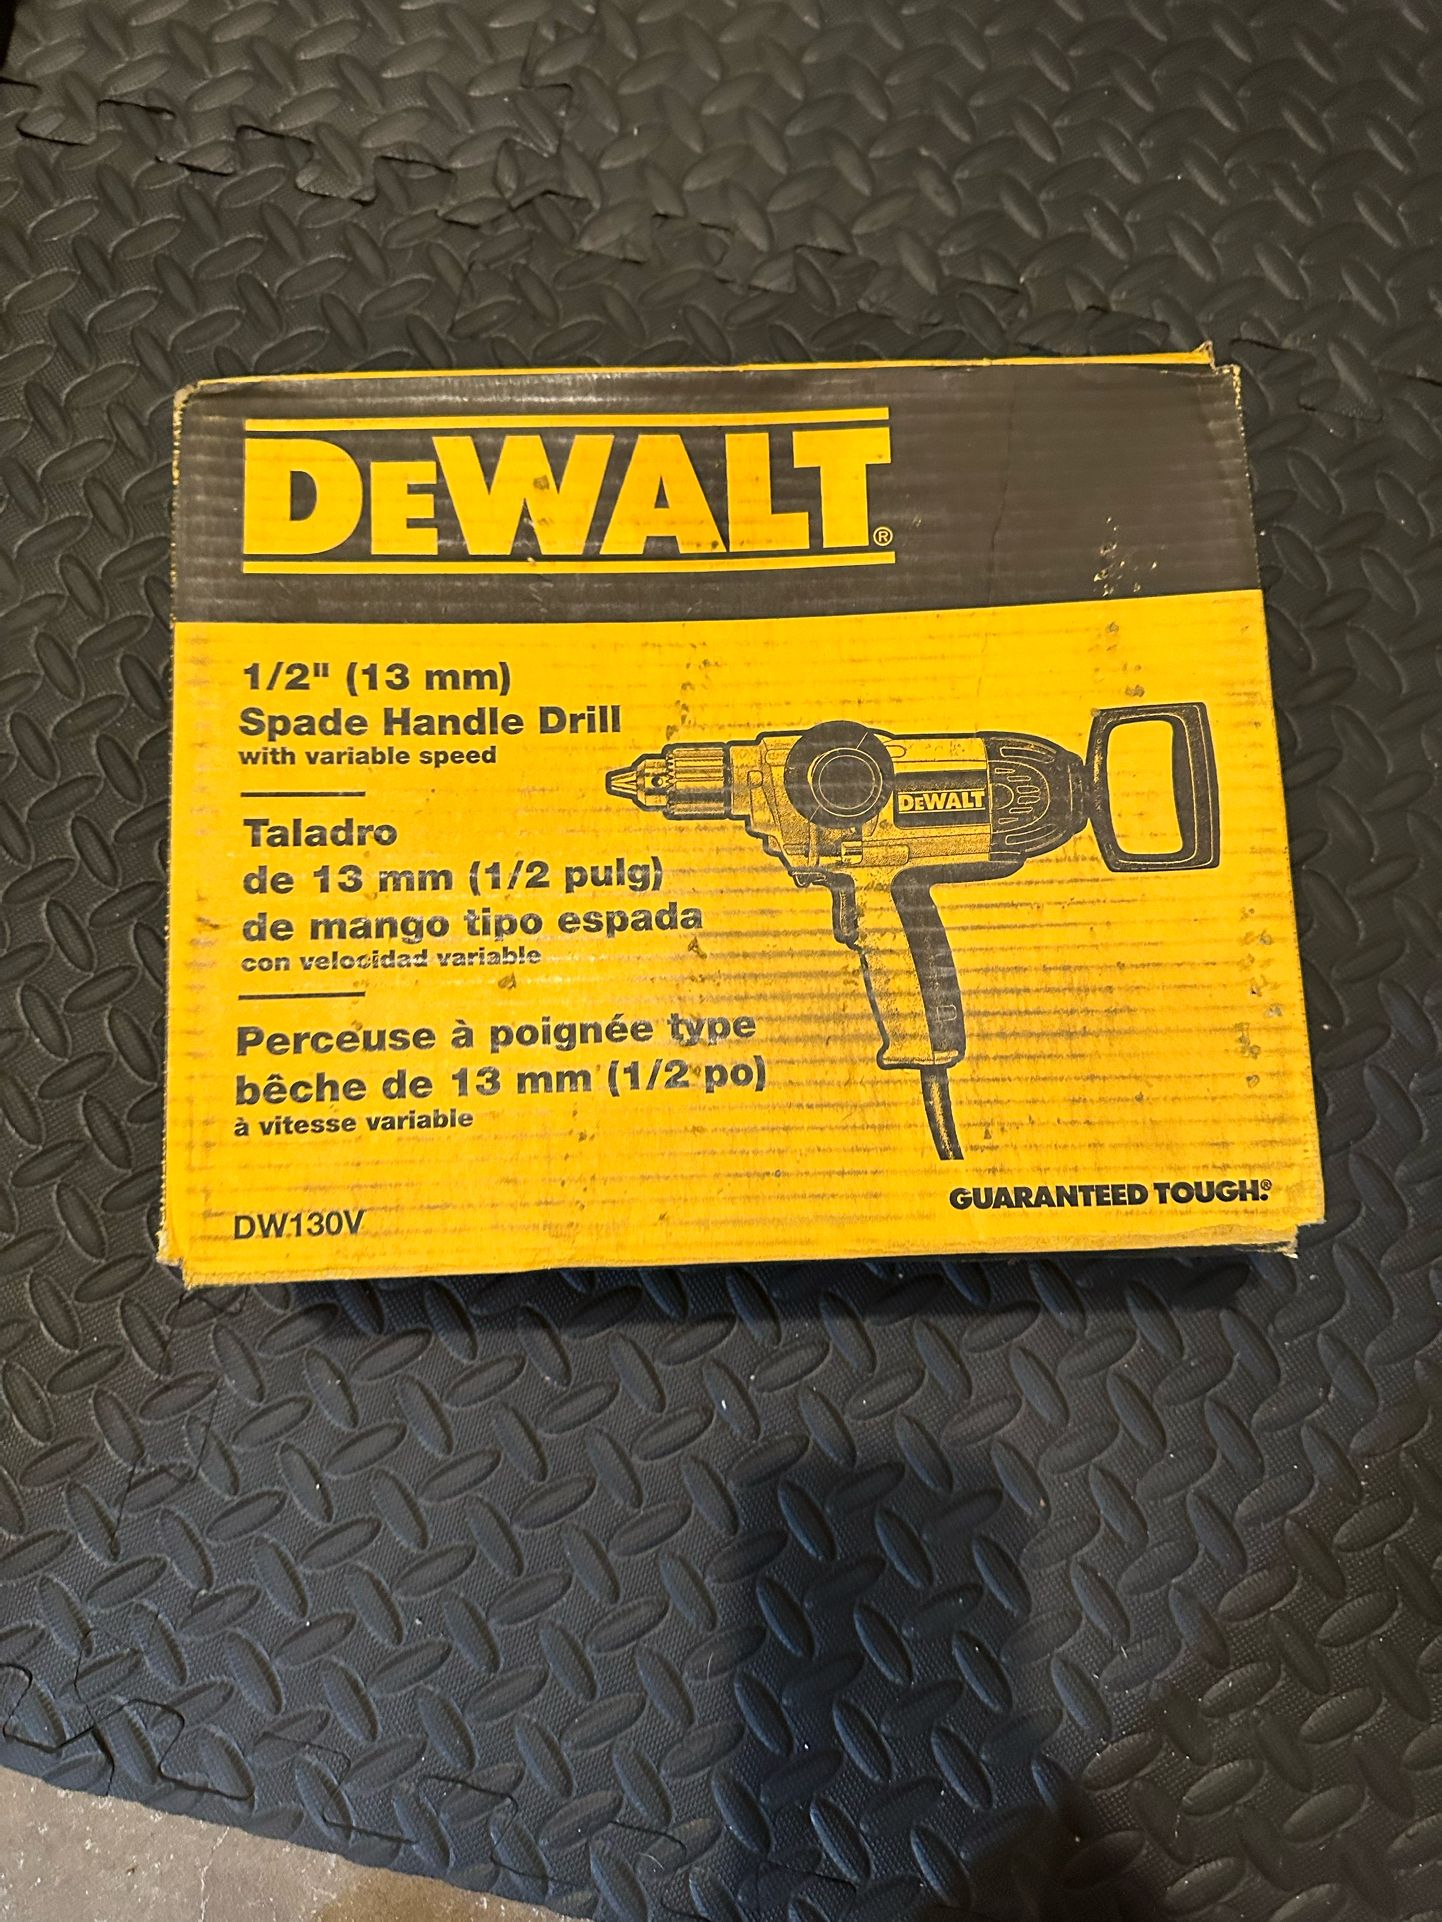 DEWALT®
1/2" (13 mm)
Spade Handle Drill
with variable speed
Taladro
de 13 mm (1/2 pulg)
de mango tipo espada
con velocidad variable
Perceuse à poignée type
bêche de 13 mm (1/2 po)
à vitesse variable
DEWALT
GUARANTEED TOUGH.®
DW130V